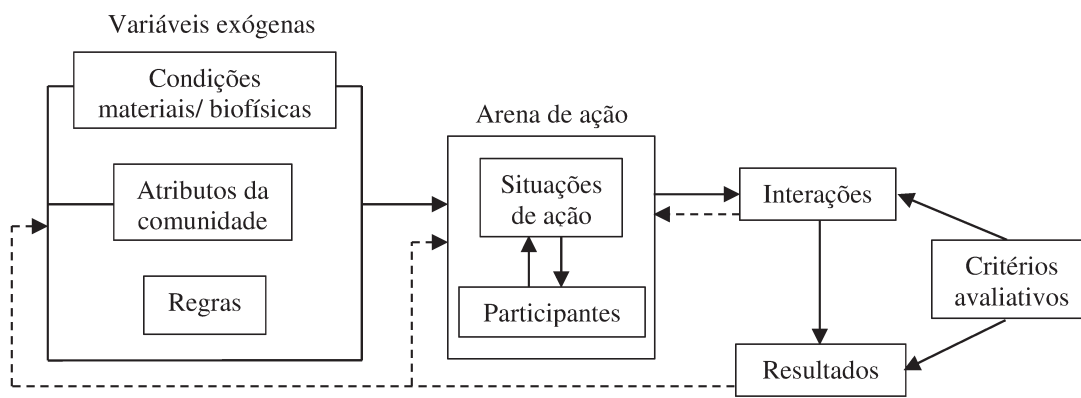 Variáveis exógenas
Condições
materiais/ biofísicas
Atributos da
comunidade
Regras
Arena de ação
Situações
de ação
Participantes
Interações
Resultados
Critérios
avaliativos